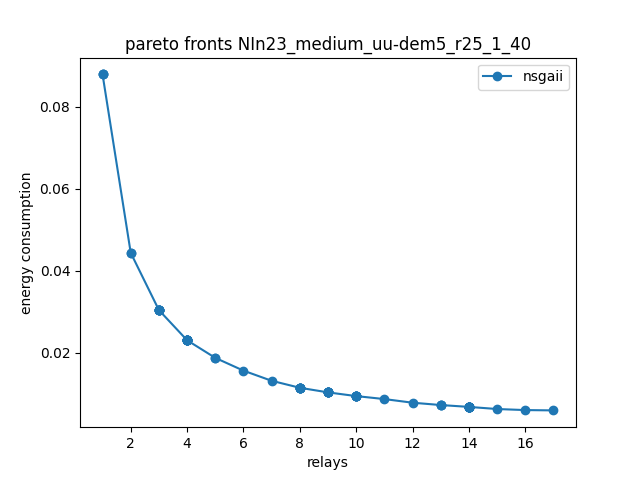 pareto fronts NIn23_medium_uu-dem5_r25_1_40
nsgaii
0.08
0.06
0.04
0.02
energy consumption
2 4 6 8 10 12 14 16
relays